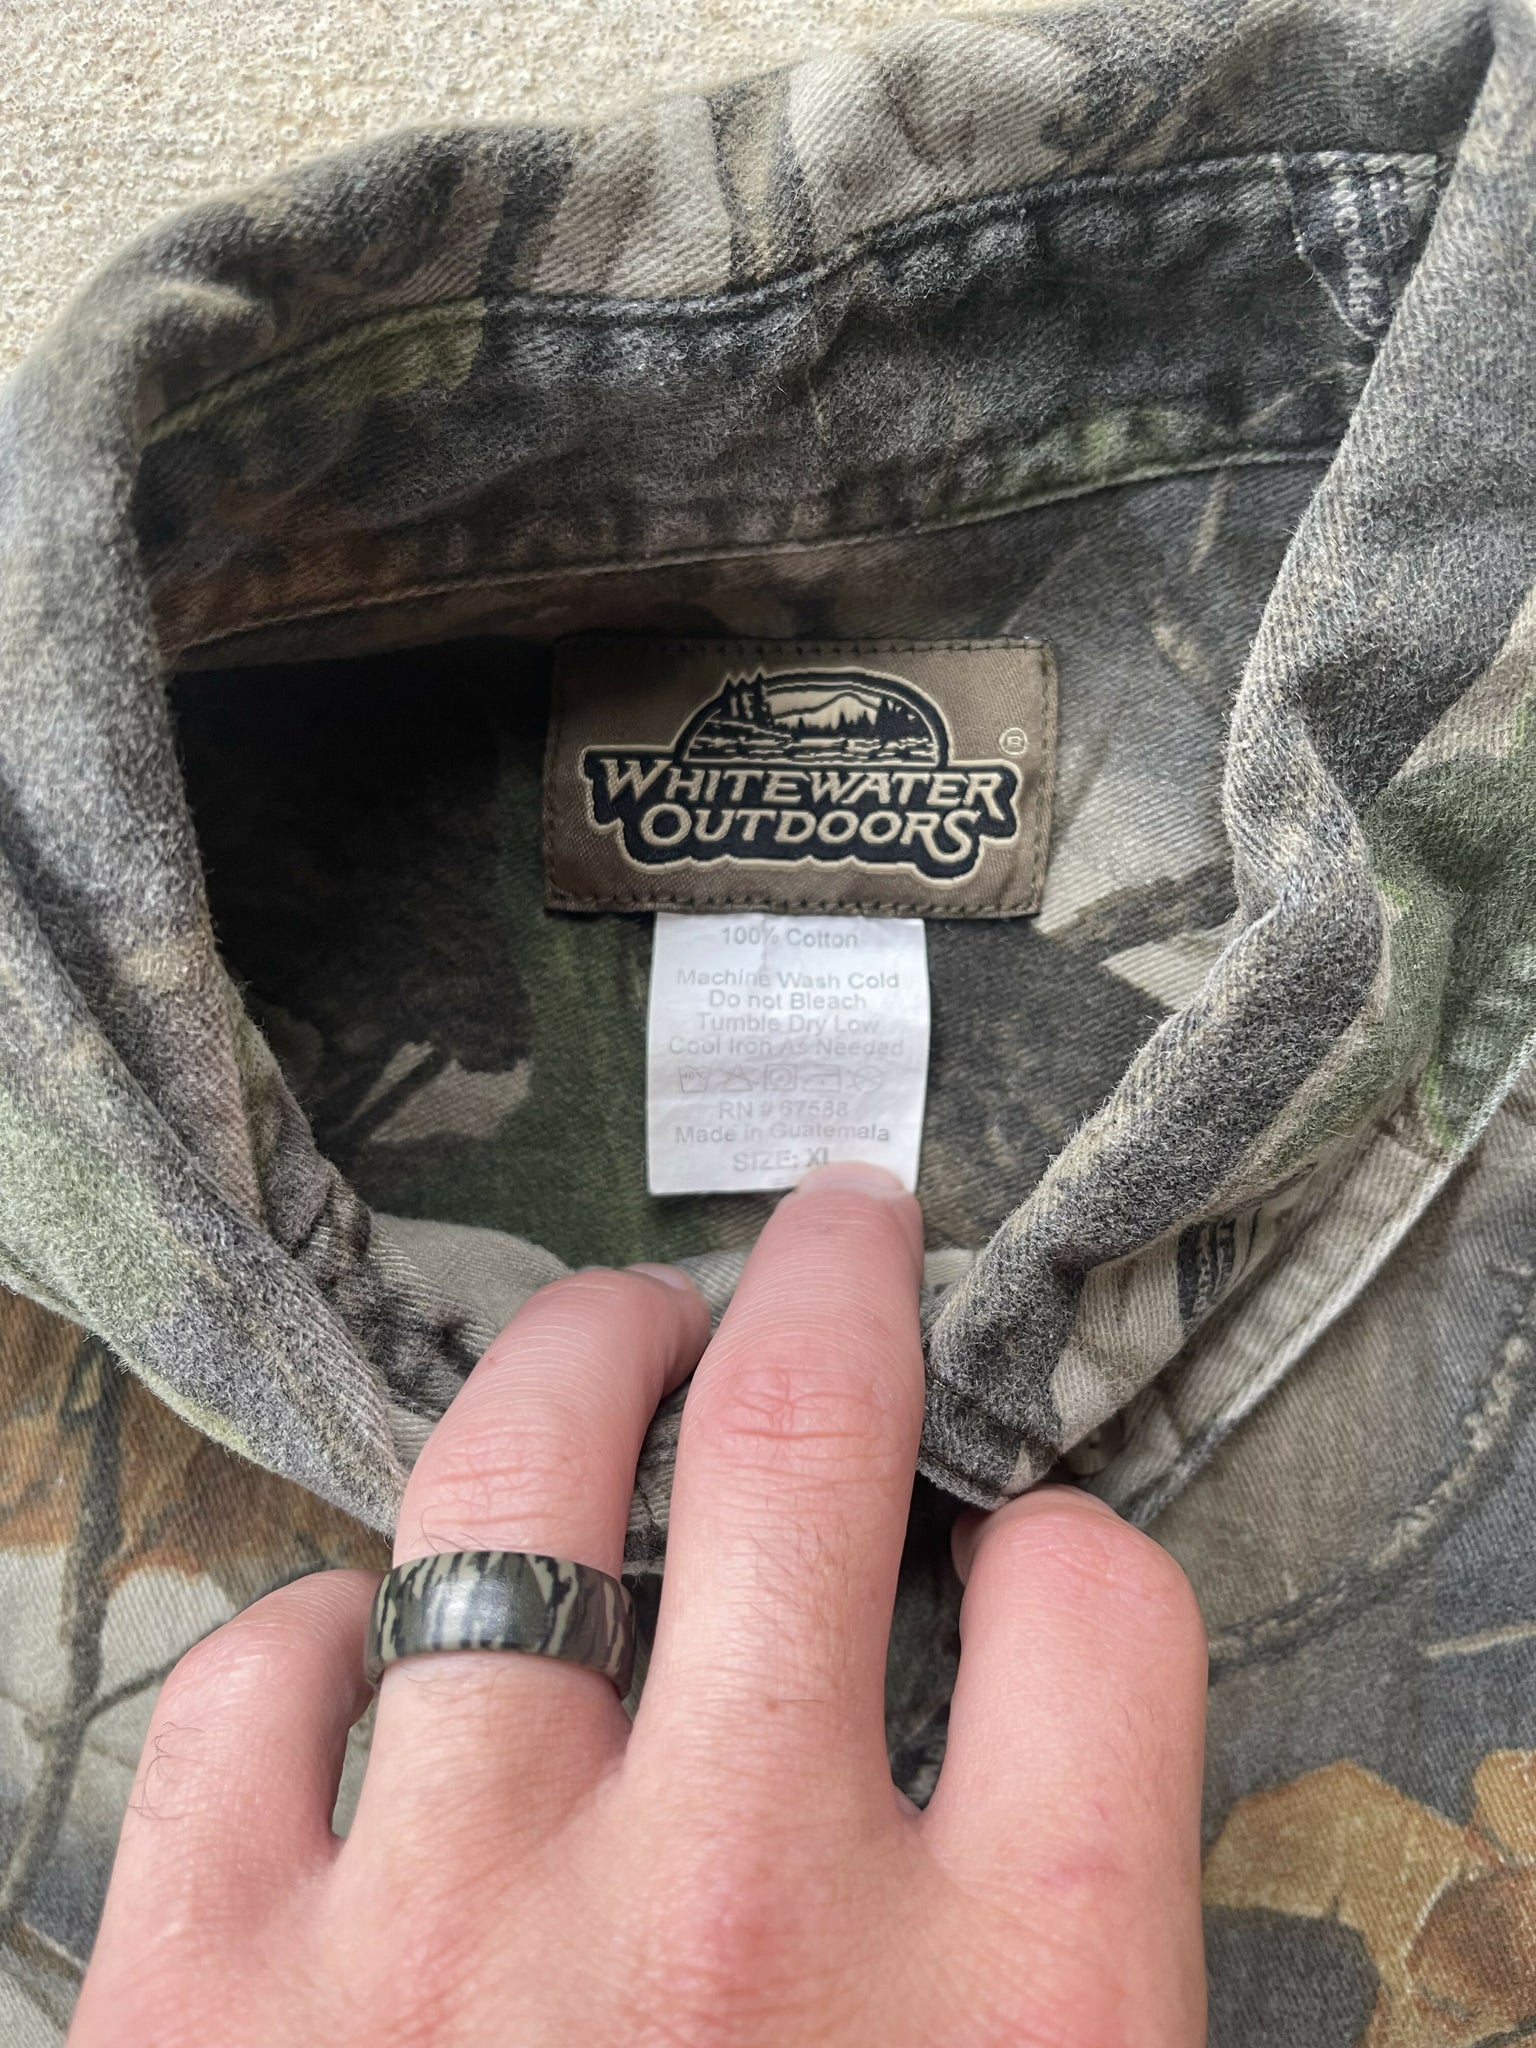 ®
WHITEWATER
OUTDOORS
100% Cotton
Machine Wash Cold
Do not Bleach
Tumble Dry Low
Cool Iron As Needed
RN # 67588
Made in Guatemala
SIZE: XL